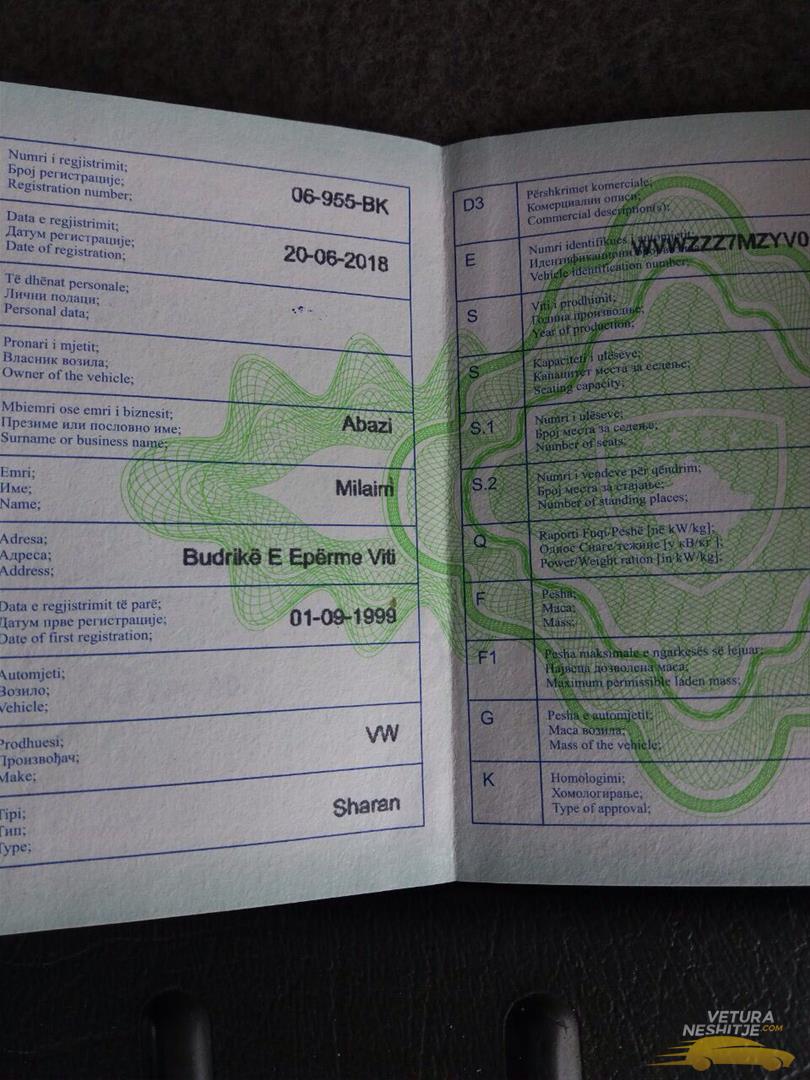 Numri i regjistrimit;
Број регистрације;
Registration number;
06-955-BK
Data e regjistrimit;
Датум регистрације;
Date of registration;
20-06-2018
Të dhënat personale;
Лични подаци;
Personal data;
Pronari i mjetit;
Власник возила;
Owner of the vehicle;
Mbiemri ose emri i biznesit;
Презиме или пословно име;
Surname or business name;
Abazi
Emri;
Име;
Name;
Milaim
Adresa;
Адреса;
Address;
Budrikë E Epërme Viti
Data e regjistrimit të parë;
Датум прве регистрације;
Date of first registration;
01-09-1999
Automjeti;
Возило;
Vehicle;
Prodhuesi;
Произвођач;
Make;
VW
Tipi;
Тип;
Type;
Sharan
D3
Përshkrimet komerciale;
Комерцијални описи;
Commercial description(s);
E
Numri identifikues i automjetit;
Vehicle identification number;
WVWZZZ7MZYV0
S
Viti i prodhimit;
Година производње;
Year of production;
S
Kapaciteti i ulëseve;
Капацитет места за седење;
Seating capacity;
S.1
Numri i ulëseve;
Број места за седење;
Number of seats;
S.2
Numri i vendeve për qëndrim;
Број места за стајање;
Number of standing places;
Q
Raporti Fuqi-Peshë [në kW/kg];
Однос Снаге/тежине [у кВ/кг];
Power/Weight ration [in kW/kg];
F
Pesha;
Маса;
Mass;
F1
Pesha maksimale e ngarkesës së lejuar;
Највећа дозвољена маса;
Maximum permissible laden mass;
G
Pesha e automjetit;
Маса возила;
Mass of the vehicle;
K
Homologimi;
Хомологирање;
Type of approval;
VETURA
NESHITJE.COM